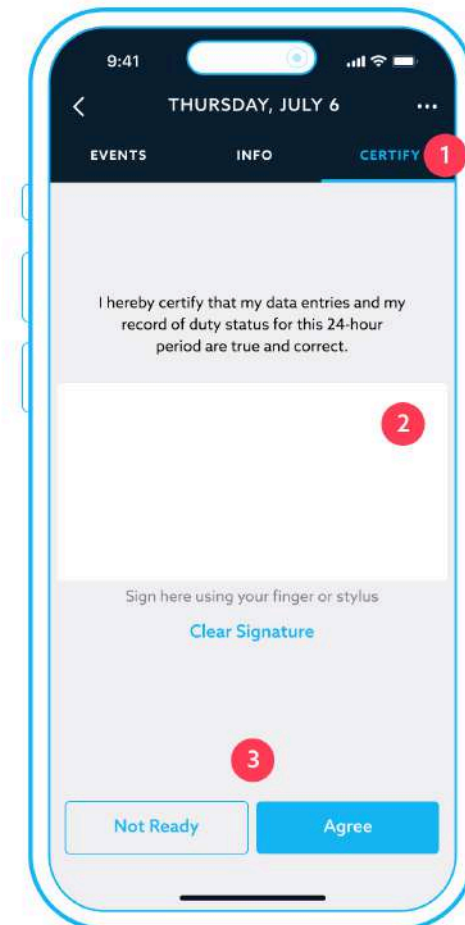 9:41
THURSDAY, JULY 6
...
EVENTS INFO CERTIFY 1
I hereby certify that my data entries and my
record of duty status for this 24-hour
period are true and correct.
2
Sign here using your finger or stylus
Clear Signature
3
Not Ready Agree